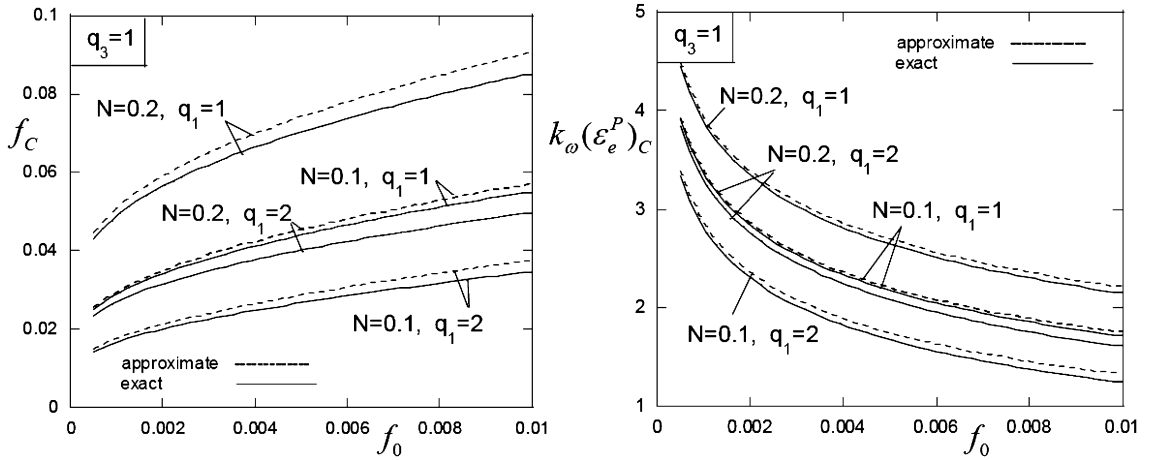 0.1
q3=1
N=0.2, q1=1
0.08
fC
0.06
N=0.1, q1=1
N=0.2, q1=2
0.04
N=0.1, q1=2
0.02
approximate
exact
0
0 0.002 0.004 0.006 0.008 0.01
f0
5
q3=1
approximate
exact
N=0.2, q1=1
4
kω(εeP)C
N=0.2, q1=2
3
N=0.1, q1=1
2
N=0.1, q1=2
1
0 0.002 0.004 0.006 0.008 0.01
f0